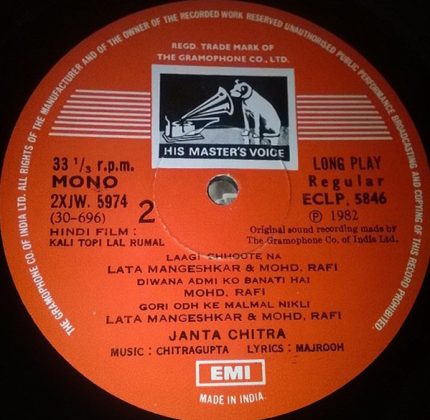 THE GRAMOPHONE CO. OF INDIA LTD. ALL RIGHTS OF THE MANUFACTURER AND OF THE OWNER OF THE RECORDED WORK RESERVED UNAUTHORISED PUBLIC PERFORMANCE BROADCASTING AND COPYING OF THIS RECORD PROHIBITED.
REGD. TRADE MARK OF
THE GRAMOPHONE CO., LTD.
HIS MASTER'S VOICE
33 1/3 r.p.m.
MONO
2XJW. 5974
(30-696)
2
HINDI FILM :
KALI TOPI LAL RUMAL
LONG PLAY
Regular
ECLP. 5846
Ⓟ 1982
Original sound recording made by
The Gramophone Co. of India Ltd.
LAAGI CHHOOTE NA
LATA MANGESHKAR & MOHD. RAFI
DIWANA ADMI KO BANATI HAI
MOHD. RAFI
GORI ODH KE MALMAL NIKLI
LATA MANGESHKAR & MOHD. RAFI
JANTA CHITRA
MUSIC : CHITRAGUPTA LYRICS : MAJROOH
EMI
MADE IN INDIA.